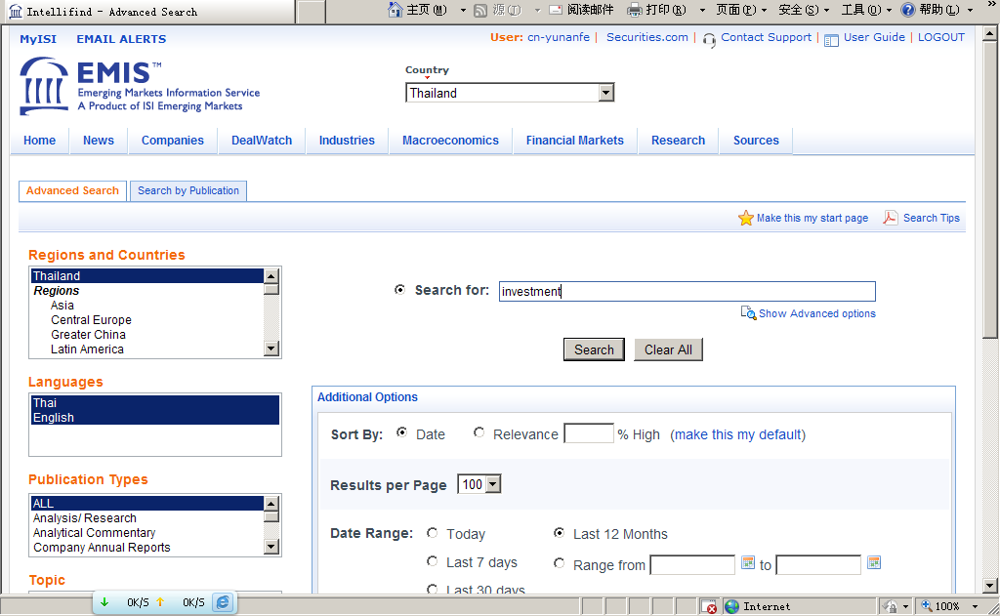 Intellifind - Advanced Search
主页(M) 源(J) 阅读邮件 打印(R) 页面(P) 安全(S) 工具(O) 帮助(L) »
MyISI EMAIL ALERTS
User: cn-yunanfe | Securities.com | Contact Support | User Guide | LOGOUT
EMIS™
Emerging Markets Information Service
A Product of ISI Emerging Markets
Country
Thailand
Home News Companies DealWatch Industries Macroeconomics Financial Markets Research Sources
Advanced Search Search by Publication
Make this my start page Search Tips
Regions and Countries
Thailand
Regions
Asia
Central Europe
Greater China
Latin America
Search for: investment
Show Advanced options
Search Clear All
Languages
Thai
English
Additional Options
Sort By: Date Relevance % High (make this my default)
Results per Page 100
Publication Types
ALL
Analysis/ Research
Analytical Commentary
Company Annual Reports
Date Range: Today Last 12 Months
Last 7 days Range from to
Last 30 days
Topic
0K/S 0K/S
Internet 100%